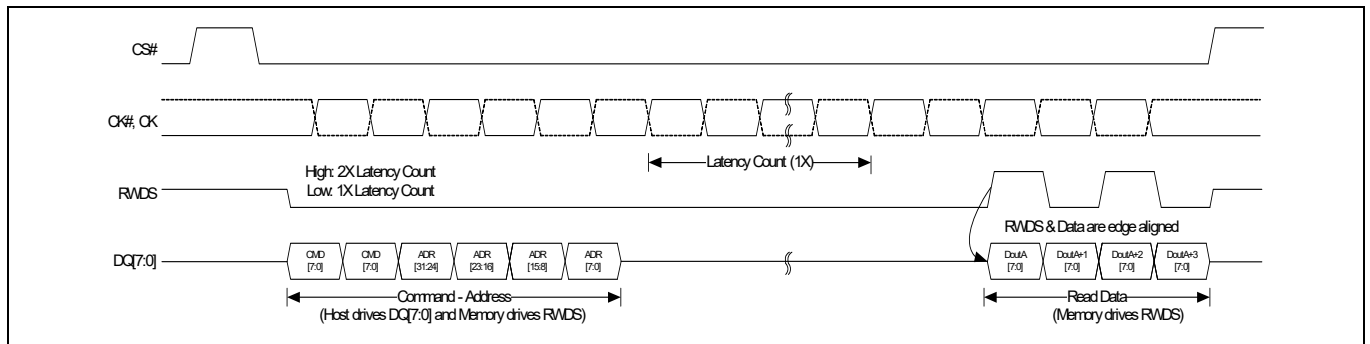 CS#
CK#, CK
Latency Count (1X)
High: 2X Latency Count
Low: 1X Latency Count
RWDS
RWDS & Data are edge aligned
DQ[7:0]
CMD [7:0]
CMD [7:0]
ADR [31:24]
ADR [23:16]
ADR [15:8]
ADR [7:0]
DoutA [7:0]
DoutA+1 [7:0]
DoutA+2 [7:0]
DoutA+3 [7:0]
Command - Address
(Host drives DQ[7:0] and Memory drives RWDS)
Read Data
(Memory drives RWDS)